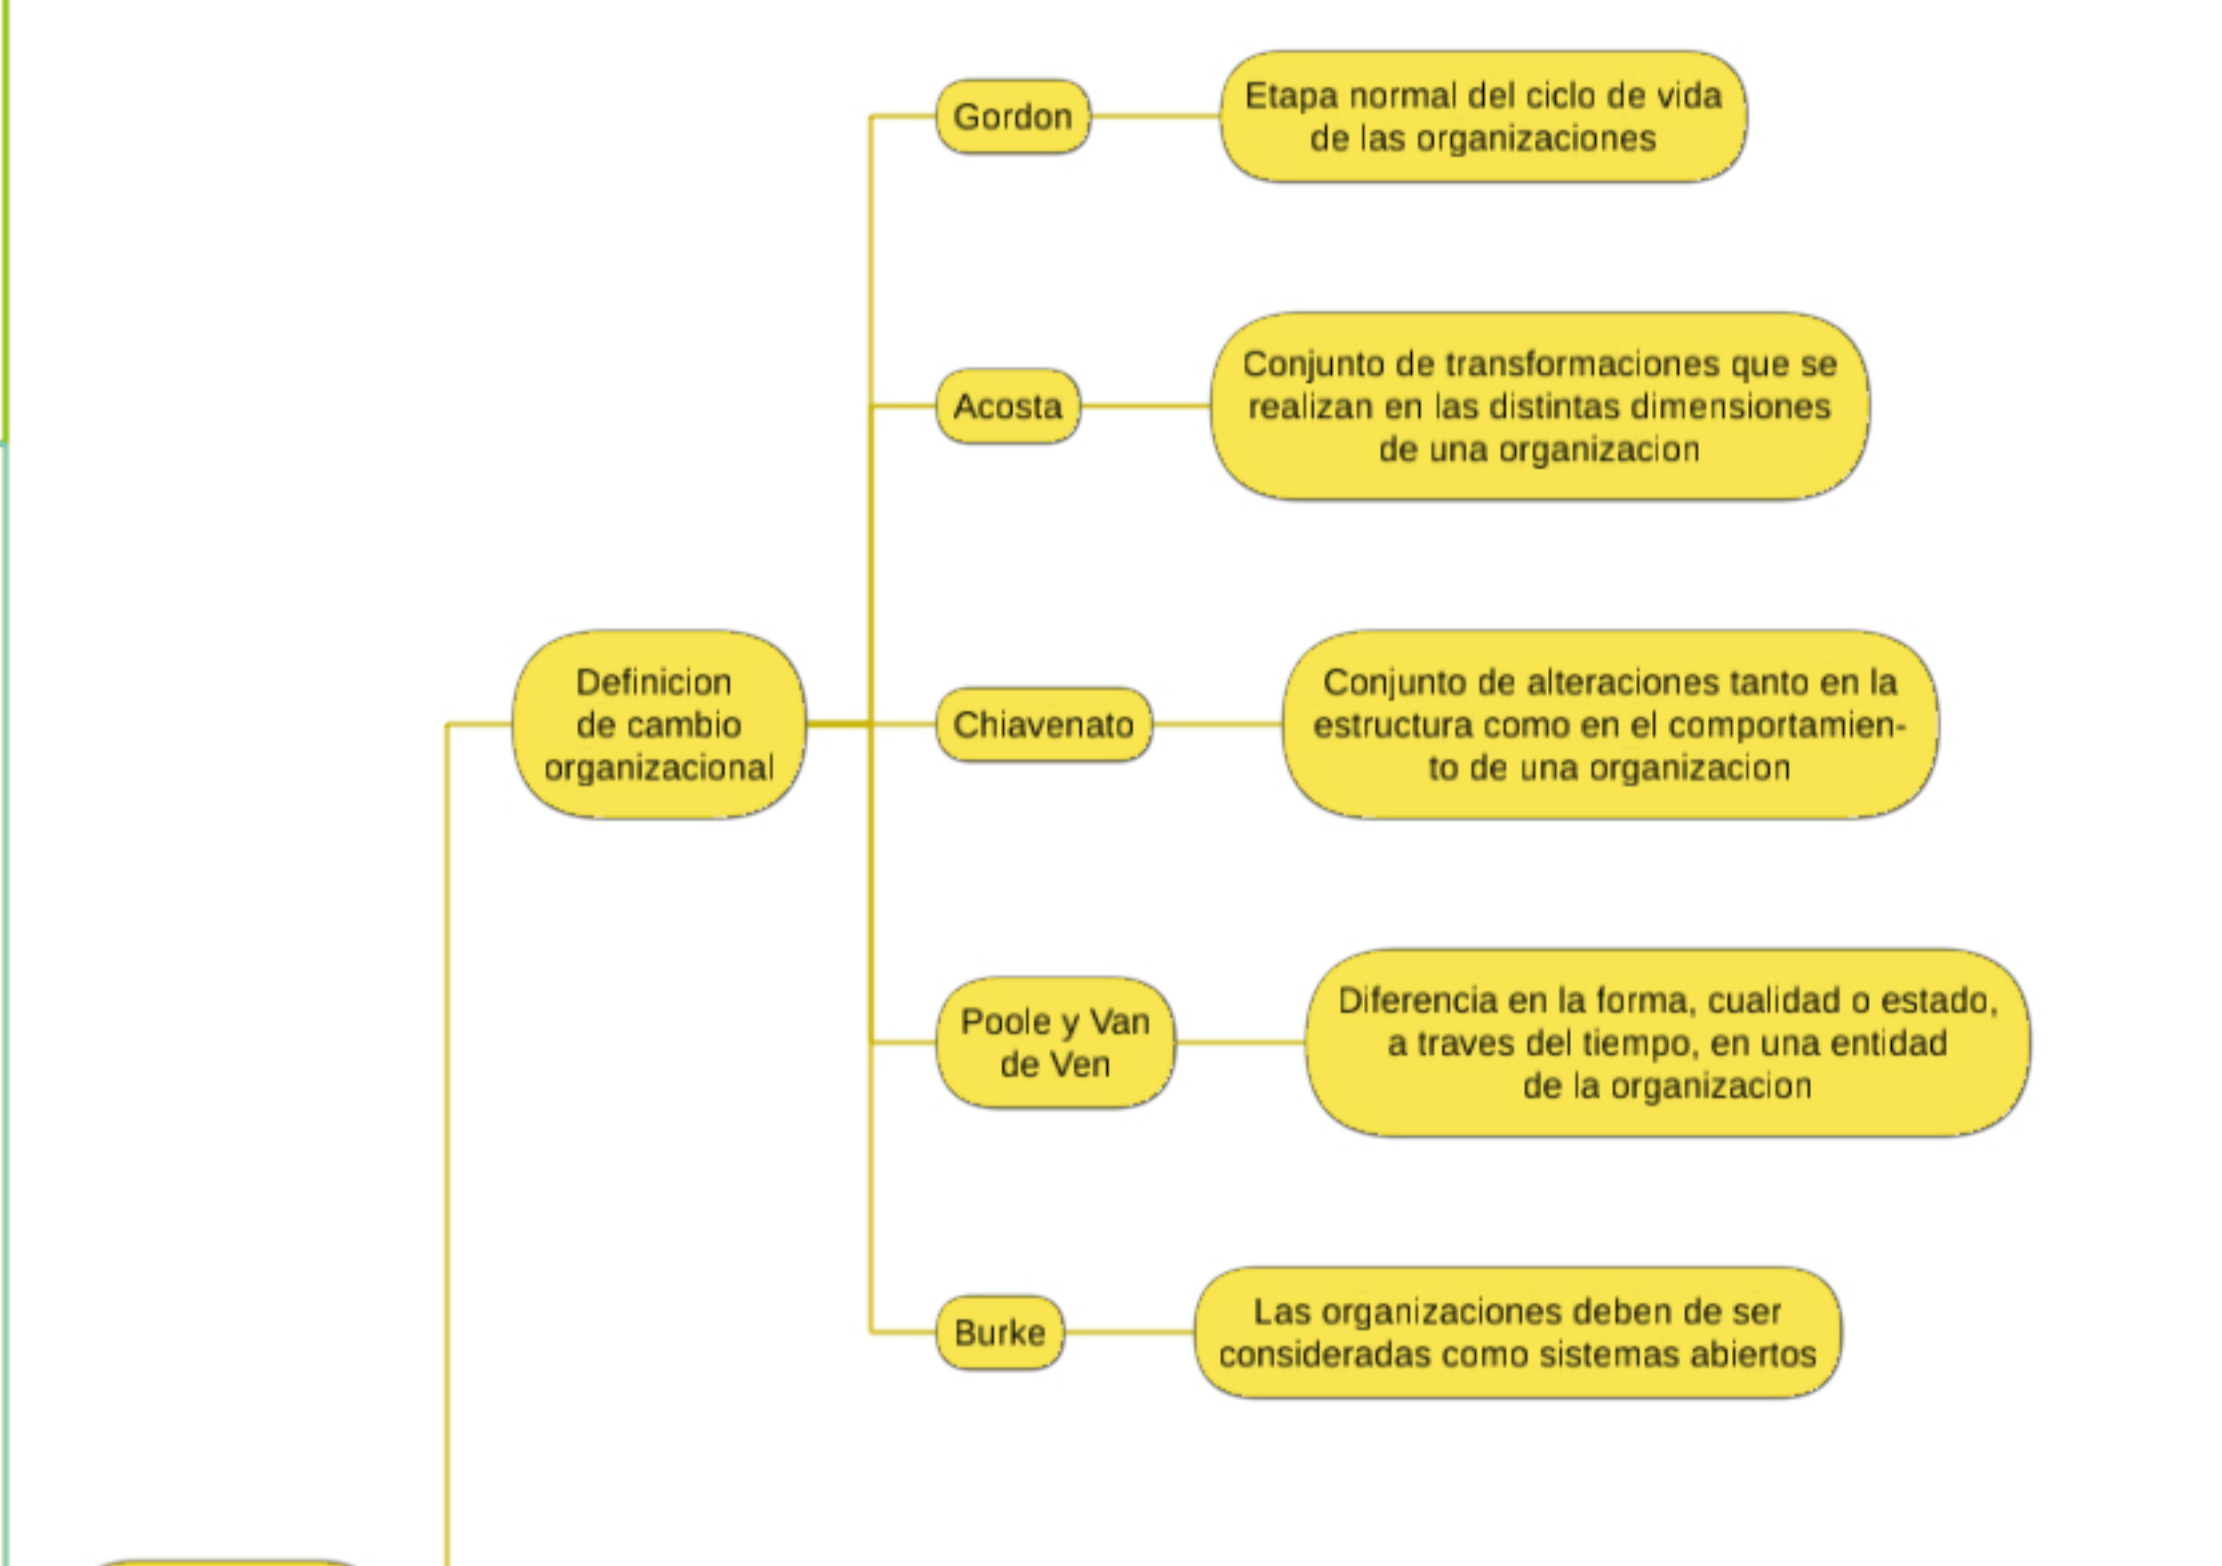 Gordon
Etapa normal del ciclo de vida
de las organizaciones
Acosta
Conjunto de transformaciones que se
realizan en las distintas dimensiones
de una organizacion
Definicion
de cambio
organizacional
Chiavenato
Conjunto de alteraciones tanto en la
estructura como en el comportamien-
to de una organizacion
Poole y Van
de Ven
Diferencia en la forma, cualidad o estado,
a traves del tiempo, en una entidad
de la organizacion
Burke
Las organizaciones deben de ser
consideradas como sistemas abiertos